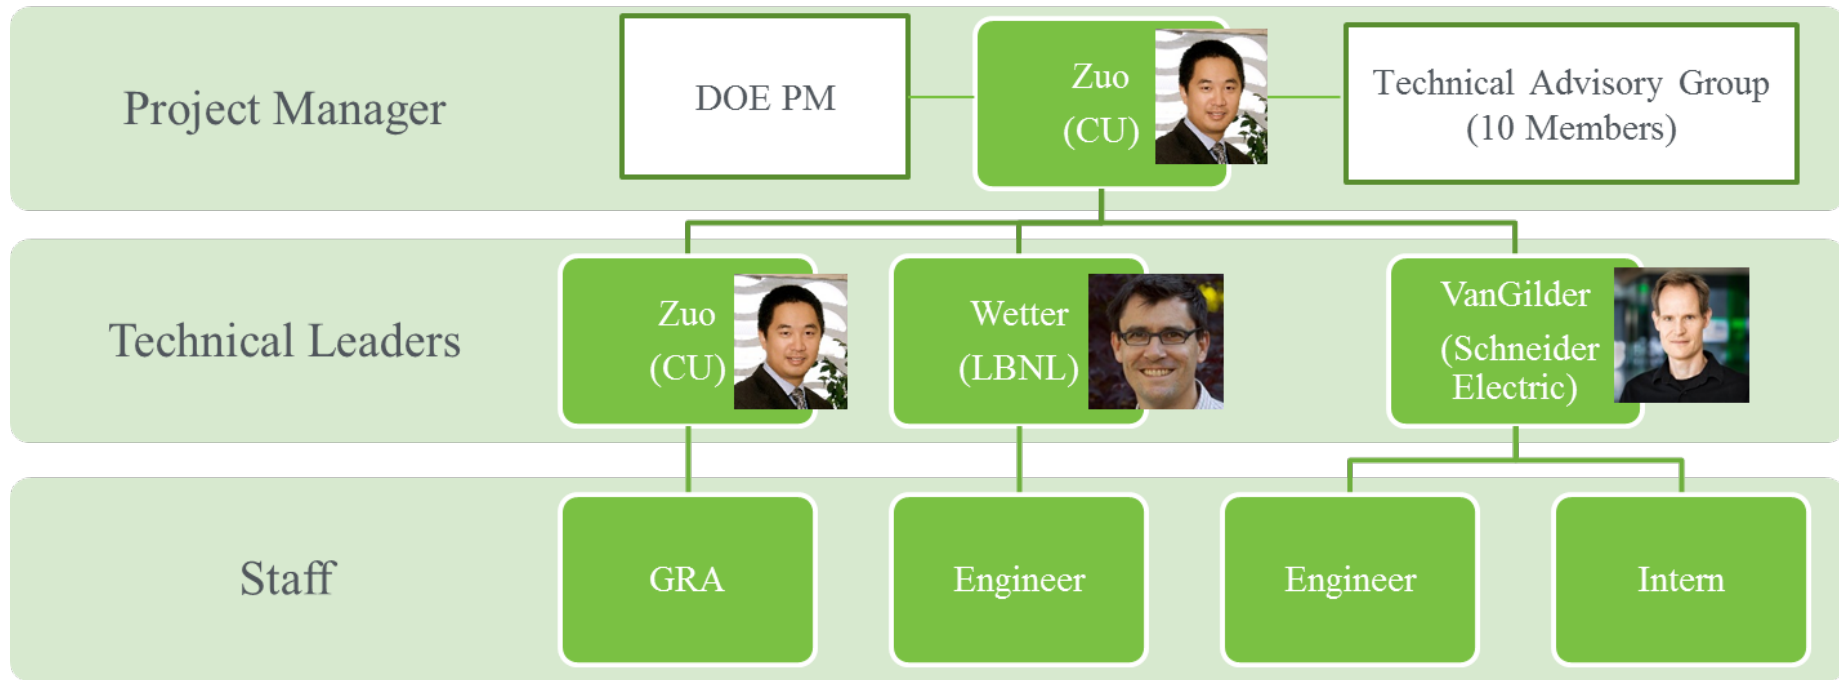 Project Manager
DOE PM
Zuo
(CU)
Technical Advisory Group
(10 Members)
Technical Leaders
Zuo
(CU)
Wetter
(LBNL)
VanGilder
(Schneider
Electric)
Staff
GRA
Engineer
Engineer
Intern